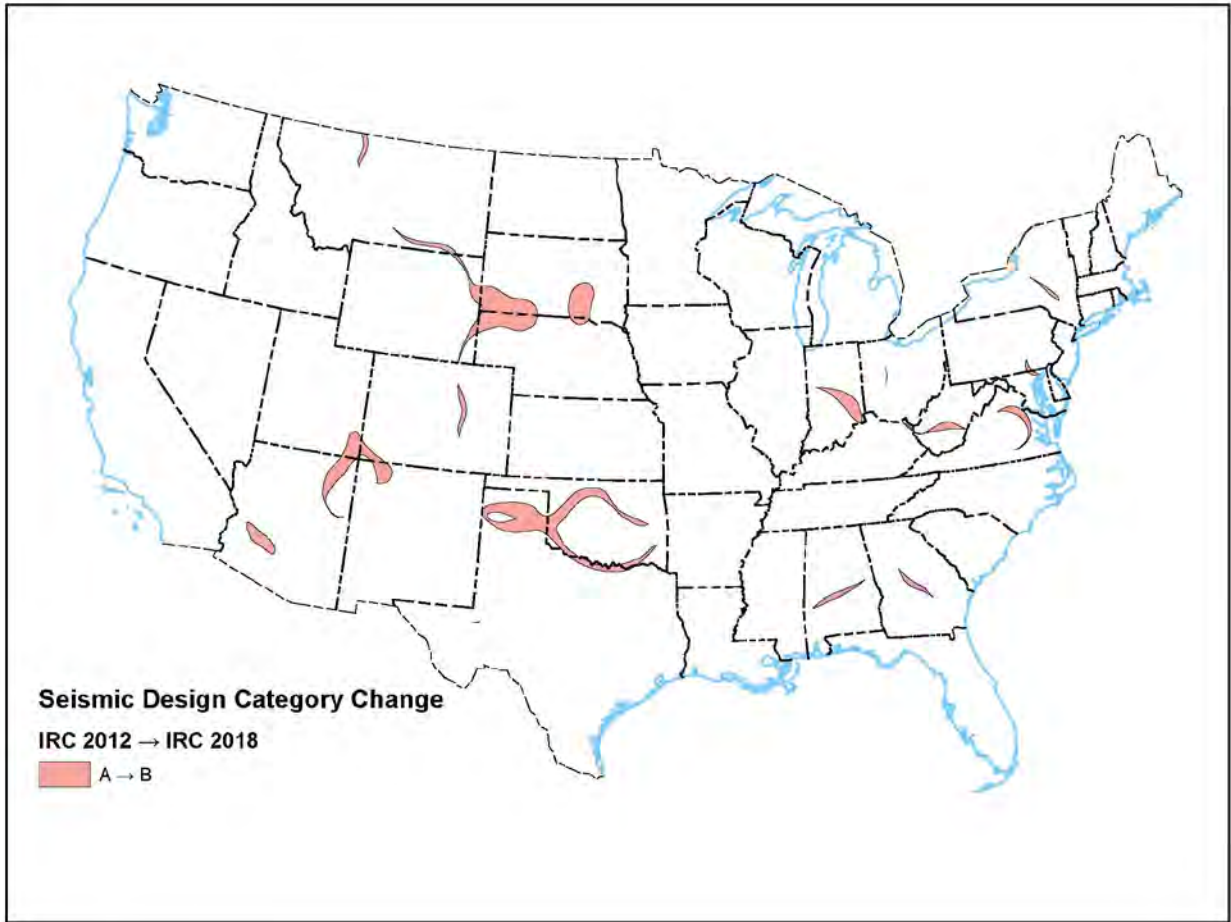 Seismic Design Category Change
IRC 2012 → IRC 2018
A → B